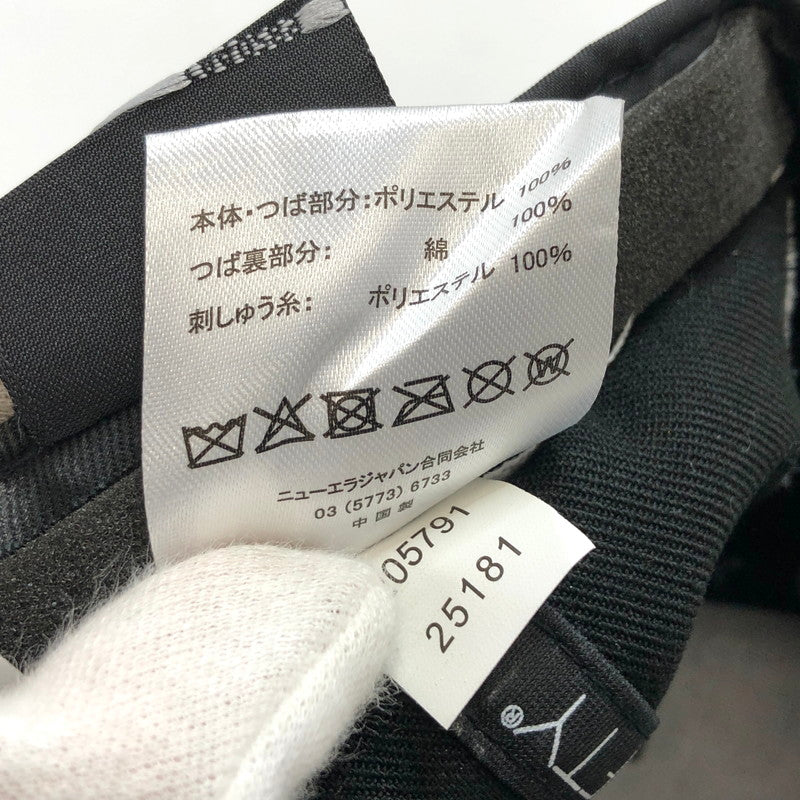 本体・つば部分：ポリエステル 100%
つば裏部分： 綿 100%
刺しゅう糸： ポリエステル 100%
ニューエラジャパン合同会社
03 (5773) 6733
中国製
05791
25181
TY®